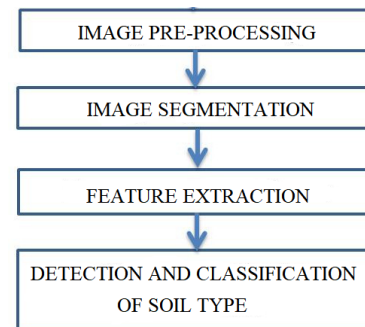 IMAGE PRE-PROCESSING
IMAGE SEGMENTATION
FEATURE EXTRACTION
DETECTION AND CLASSIFICATION
OF SOIL TYPE